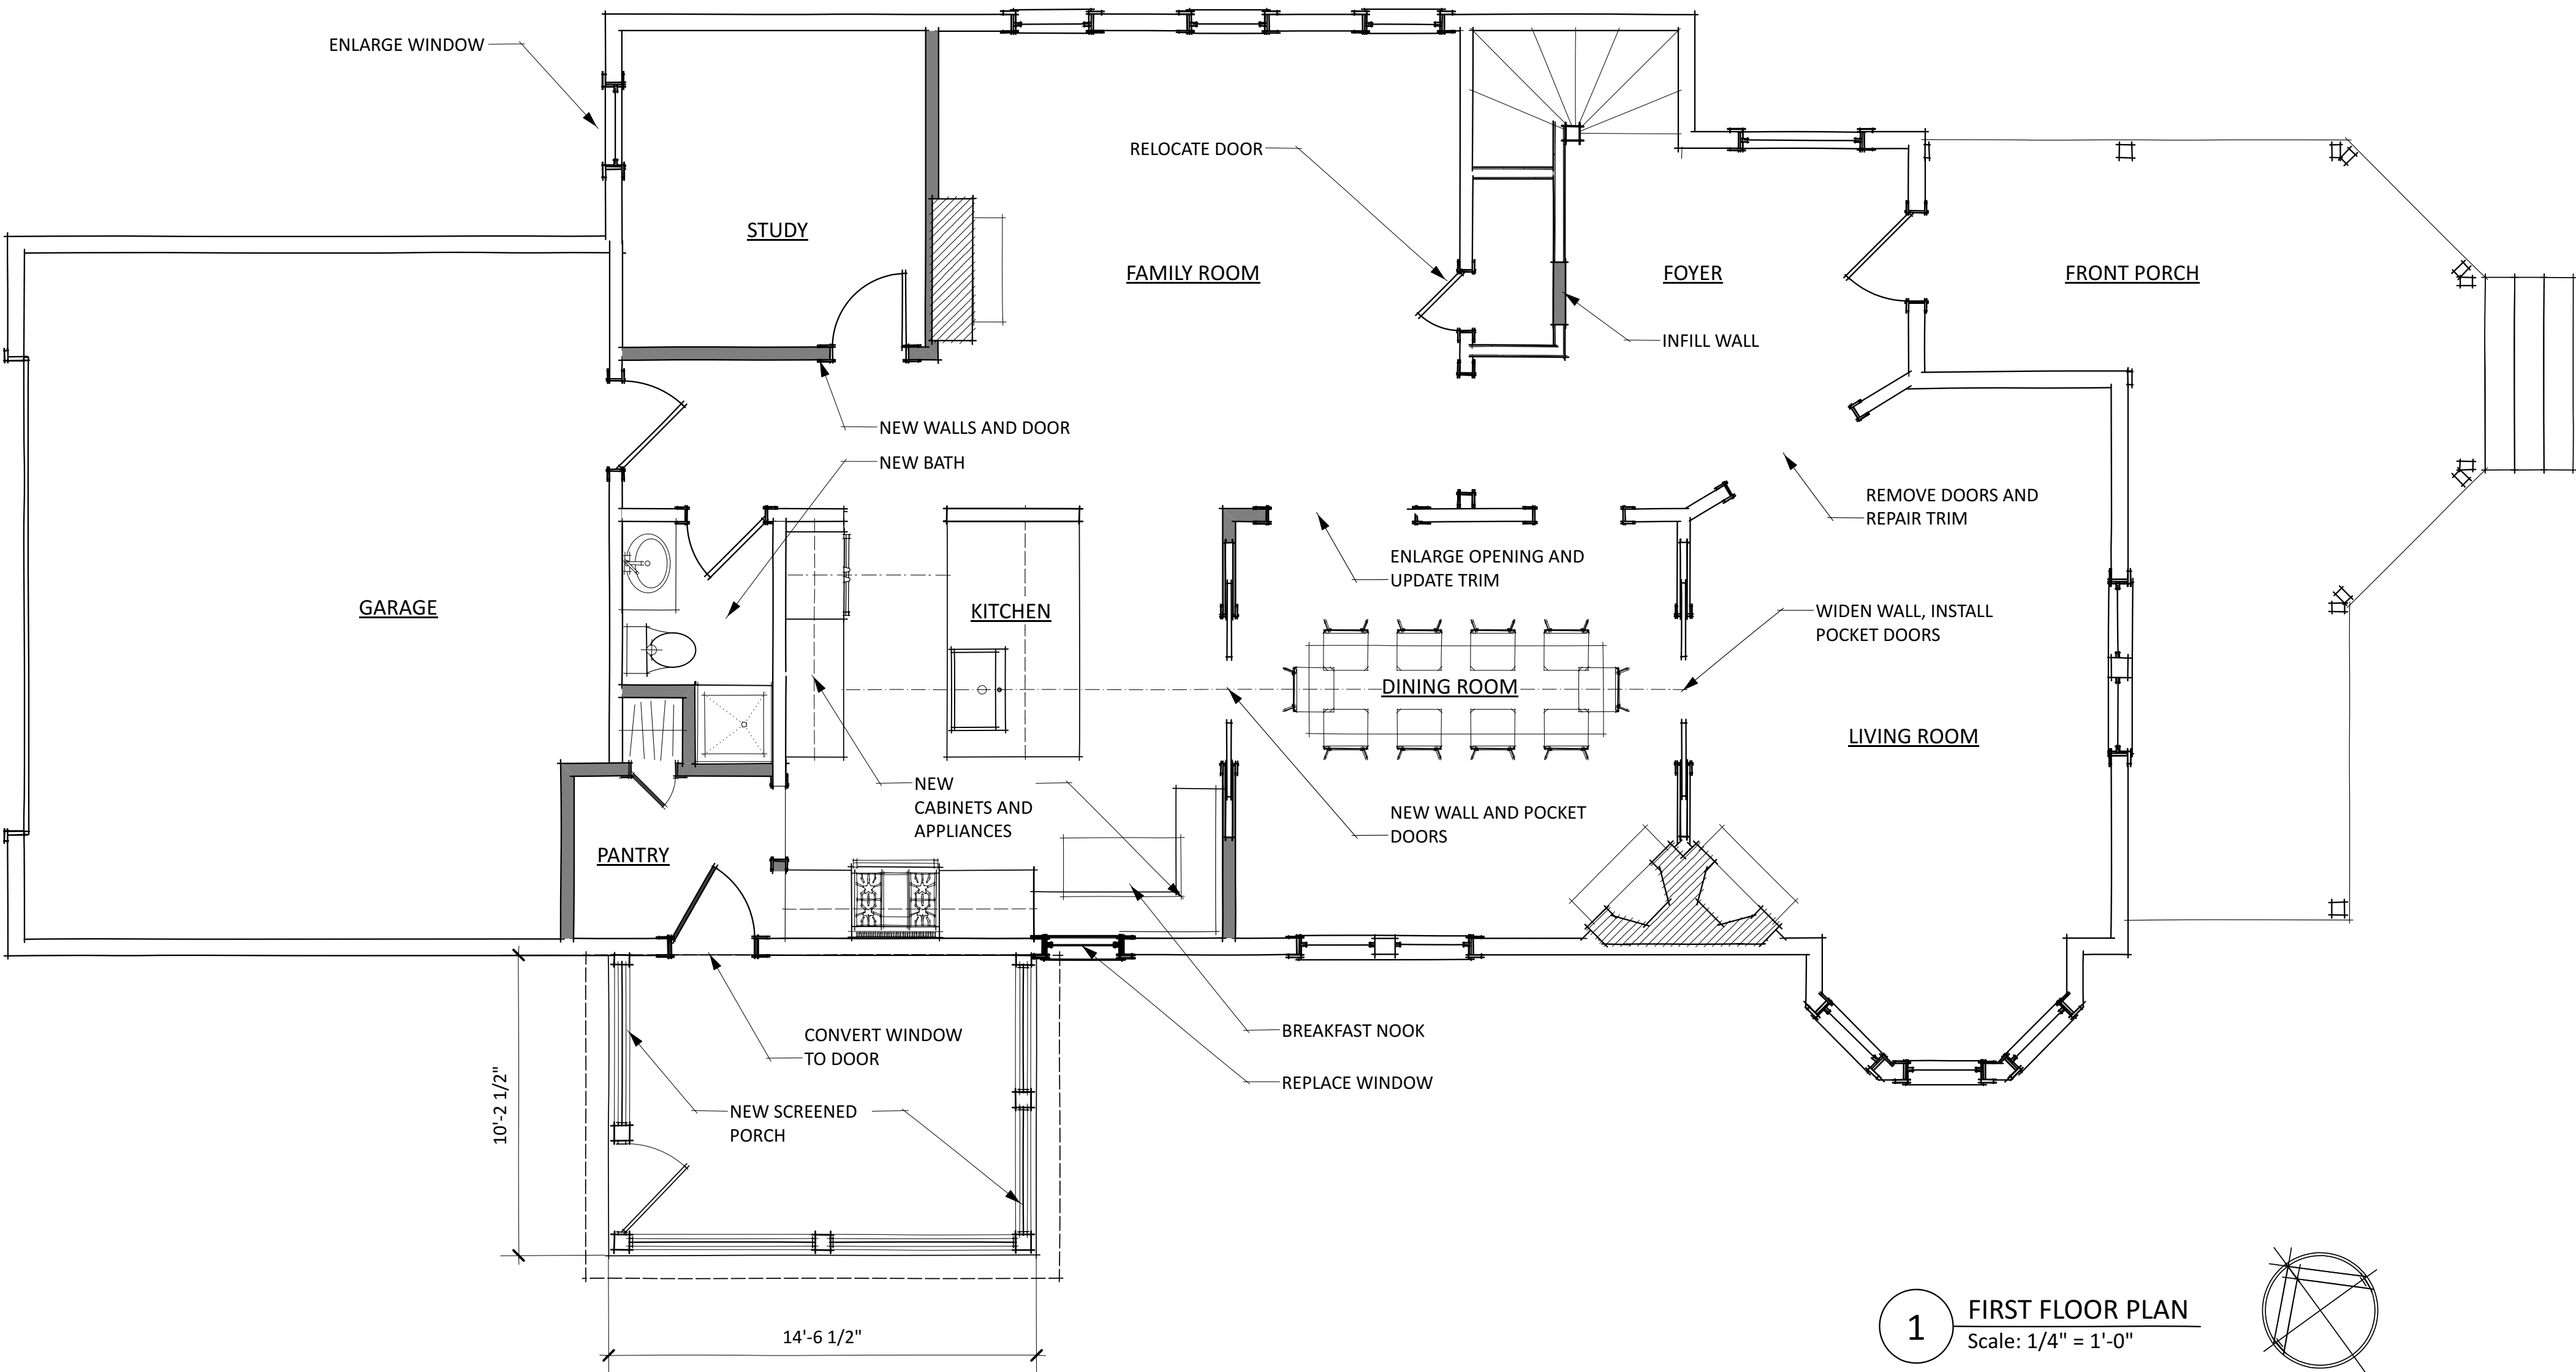 ENLARGE WINDOW
RELOCATE DOOR
STUDY
FAMILY ROOM
FOYER
FRONT PORCH
INFILL WALL
NEW WALLS AND DOOR
NEW BATH
REMOVE DOORS AND
REPAIR TRIM
ENLARGE OPENING AND
UPDATE TRIM
GARAGE
KITCHEN
WIDEN WALL, INSTALL
POCKET DOORS
DINING ROOM
LIVING ROOM
NEW
CABINETS AND
APPLIANCES
NEW WALL AND POCKET
DOORS
PANTRY
CONVERT WINDOW
TO DOOR
BREAKFAST NOOK
REPLACE WINDOW
NEW SCREENED
PORCH
10'-2 1/2"
14'-6 1/2"
1
FIRST FLOOR PLAN
Scale: 1/4" = 1'-0"